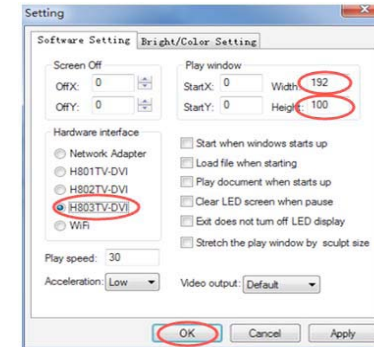 Setting
Software Setting Bright/Color Setting
Screen Off
OffX: 0
OffY: 0
Play window
StartX: 0 Width: 192
StartY: 0 Height: 100
Hardware interface
Network Adapter
H801TV-DVI
H802TV-DVI
H803TV-DVI
WiFi
Start when windows starts up
Load file when starting
Play document when starts up
Clear LED screen when pause
Exit does not turn off LED display
Stretch the play window by sculpt size
Play speed: 30
Acceleration: Low
Video output: Default
OK Cancel Apply